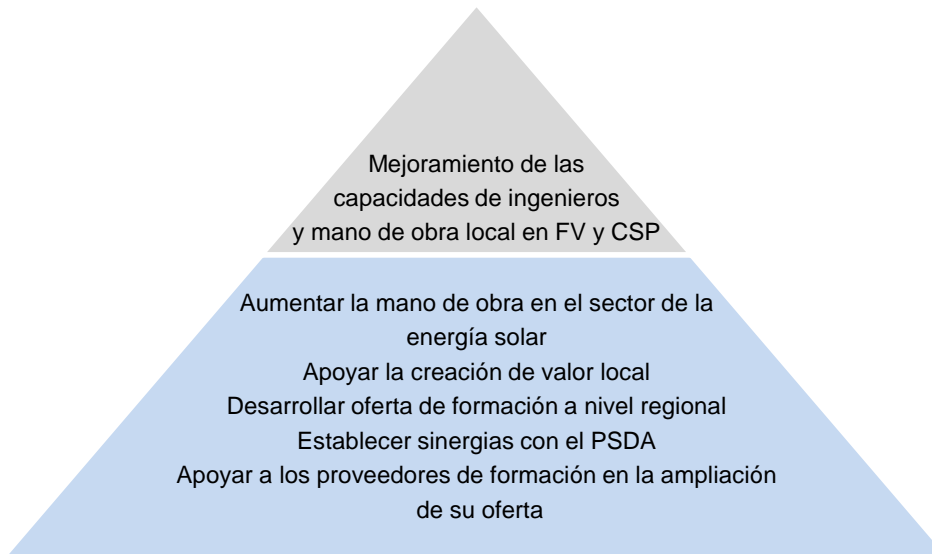 Mejoramiento de las
capacidades de ingenieros
y mano de obra local en FV y CSP
Aumentar la mano de obra en el sector de la
energía solar
Apoyar la creación de valor local
Desarrollar oferta de formación a nivel regional
Establecer sinergias con el PSDA
Apoyar a los proveedores de formación en la ampliación
de su oferta